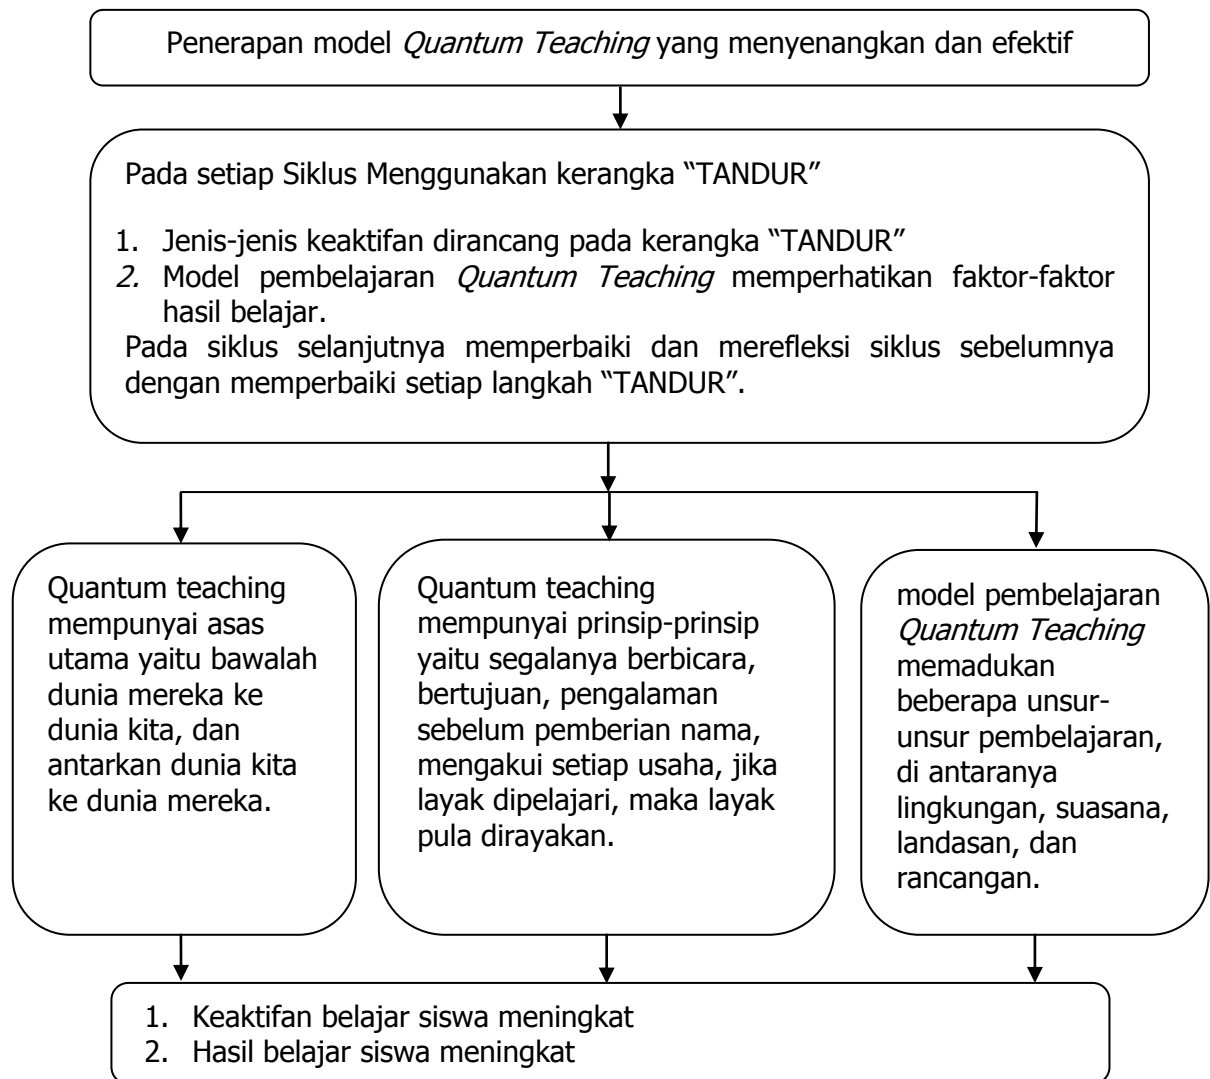 Penerapan model Quantum Teaching yang menyenangkan dan efektif
Pada setiap Siklus Menggunakan kerangka “TANDUR”
1. Jenis-jenis keaktifan dirancang pada kerangka “TANDUR”
2. Model pembelajaran Quantum Teaching memperhatikan faktor-faktor
hasil belajar.
Pada siklus selanjutnya memperbaiki dan merefleksi siklus sebelumnya
dengan memperbaiki setiap langkah “TANDUR”.
Quantum teaching
mempunyai asas
utama yaitu bawalah
dunia mereka ke
dunia kita, dan
antarkan dunia kita
ke dunia mereka.
Quantum teaching
mempunyai prinsip-prinsip
yaitu segalanya berbicara,
bertujuan, pengalaman
sebelum pemberian nama,
mengakui setiap usaha, jika
layak dipelajari, maka layak
pula dirayakan.
model pembelajaran
Quantum Teaching
memadukan
beberapa unsur-
unsur pembelajaran,
di antaranya
lingkungan, suasana,
landasan, dan
rancangan.
1. Keaktifan belajar siswa meningkat
2. Hasil belajar siswa meningkat